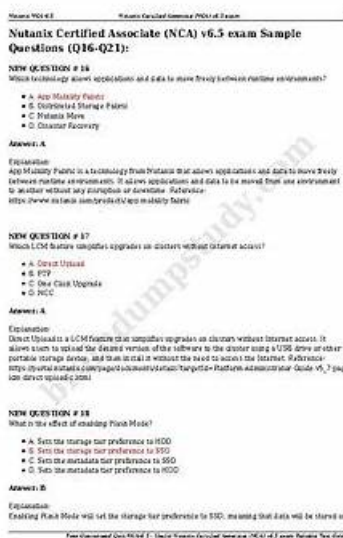 Nutanix Certified Associate (NCA) v6.5 exam Sample
Questions (Q16-Q21):
NEW QUESTION # 16
Which technology allows applications and data to move freely between runtime environments?
A. App Mobility Fabric
B. Distributed Storage Fabric
C. Nutanix Move
D. Disaster Recovery
Answer: A
Explanation:
App Mobility Fabric is a technology from Nutanix that allows applications and data to move freely
between runtime environments. It allows applications and data to be moved from one environment
to another without any disruption or downtime. Reference:
https://www.nutanix.com/products/app-mobility-fabric
NEW QUESTION # 17
Which LCM feature simplifies upgrades on clusters without internet access?
A. Direct Upload
B. FTP
C. One Click Upgrade
D. NCC
Answer: A
Explanation:
Direct Upload is a LCM feature that simplifies upgrades on clusters without Internet access. It
allows users to upload the desired version of the software to the cluster using a USB drive or other
portable storage device, and then install it without the need to access the Internet. Reference:
NEW QUESTION # 18
What is the effect of enabling Flash Mode?
A. Sets the storage tier preference to HDD
B. Sets the storage tier preference to SSD
C. Sets the metadata tier preference to SSD
D. Sets the metadata tier preference to HDD
Answer: B
Explanation:
Enabling Flash Mode will set the storage tier preference to SSD, meaning that data will be stored